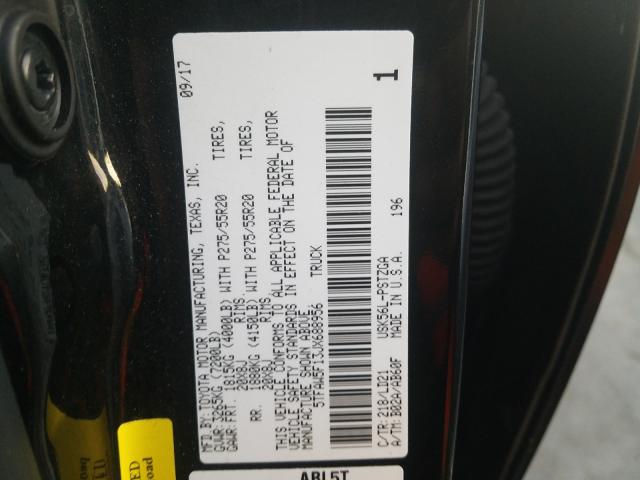 MFD. BY: TOYOTA MOTOR MANUFACTURING, TEXAS, INC. 09/17
GVWR: 3265KG (7200LB)
GAWR: FRT. 1815KG (4000LB) WITH P275/55R20 TIRES,
20X8J RIMS
RR. 1880KG (4150LB) WITH P275/55R20 TIRES,
20X8J RIMS
THIS VEHICLE CONFORMS TO ALL APPLICABLE FEDERAL MOTOR
VEHICLE SAFETY STANDARDS IN EFFECT ON THE DATE OF
MANUFACTURE SHOWN ABOVE.
5TFAW5F13JX688956 TRUCK
C/TR: 218/LD21 USK56L-PSTZGA
A/TM: B02A/AB60F MADE IN U.S.A. 196
1
ABL5T